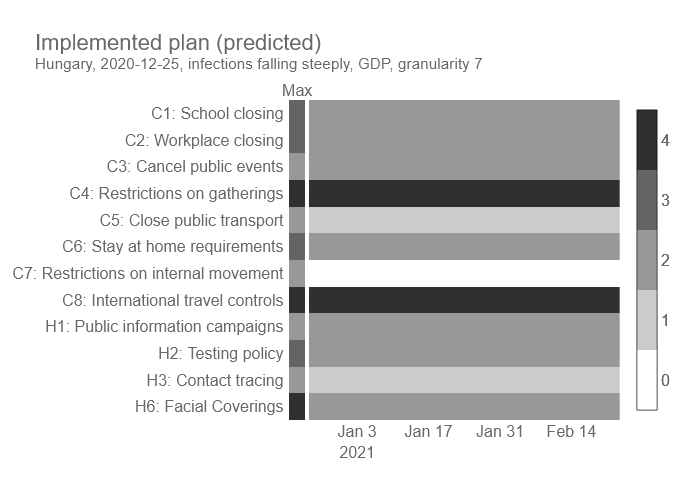 Implemented plan (predicted)
Hungary, 2020-12-25, infections falling steeply, GDP, granularity 7
Max
C1: School closing
C2: Workplace closing
C3: Cancel public events
C4: Restrictions on gatherings
C5: Close public transport
C6: Stay at home requirements
C7: Restrictions on internal movement
C8: International travel controls
H1: Public information campaigns
H2: Testing policy
H3: Contact tracing
H6: Facial Coverings
4
3
2
1
0
Jan 3 Jan 17 Jan 31 Feb 14
2021